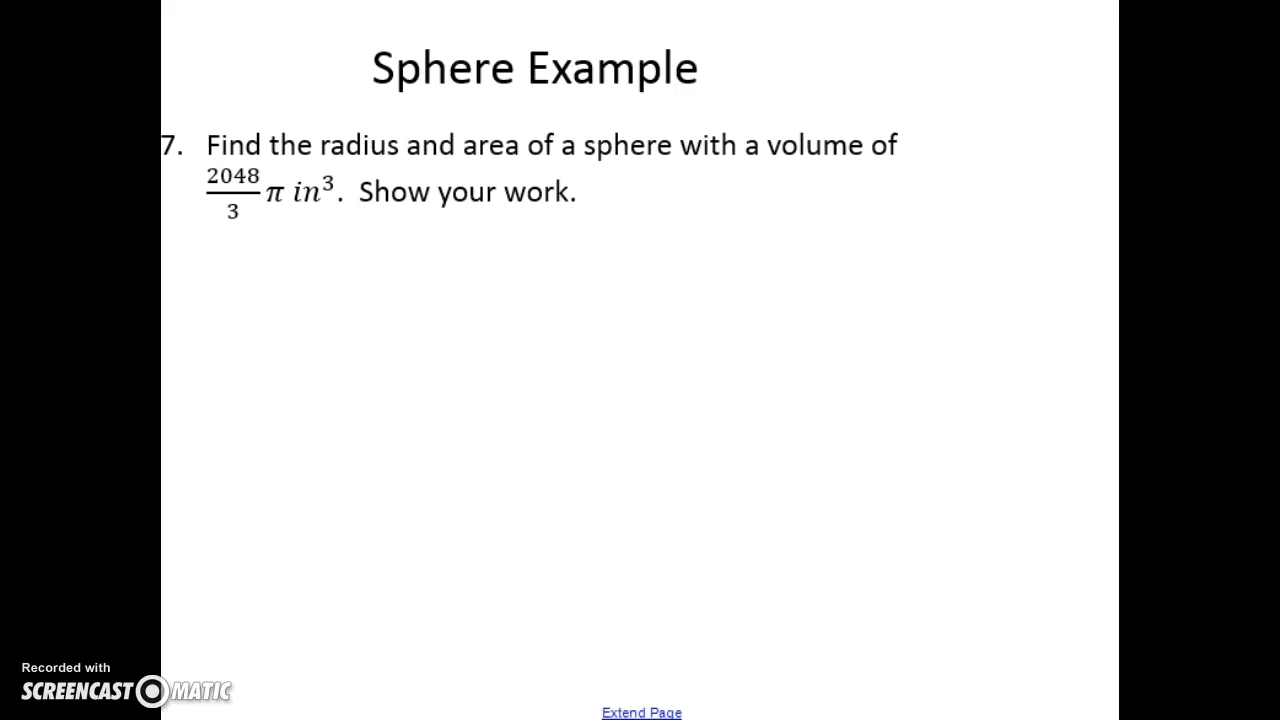 Sphere Example
7. Find the radius and area of a sphere with a volume of
2048/3 π in³. Show your work.
Recorded with
SCREENCAST-O-MATIC
Extend Page